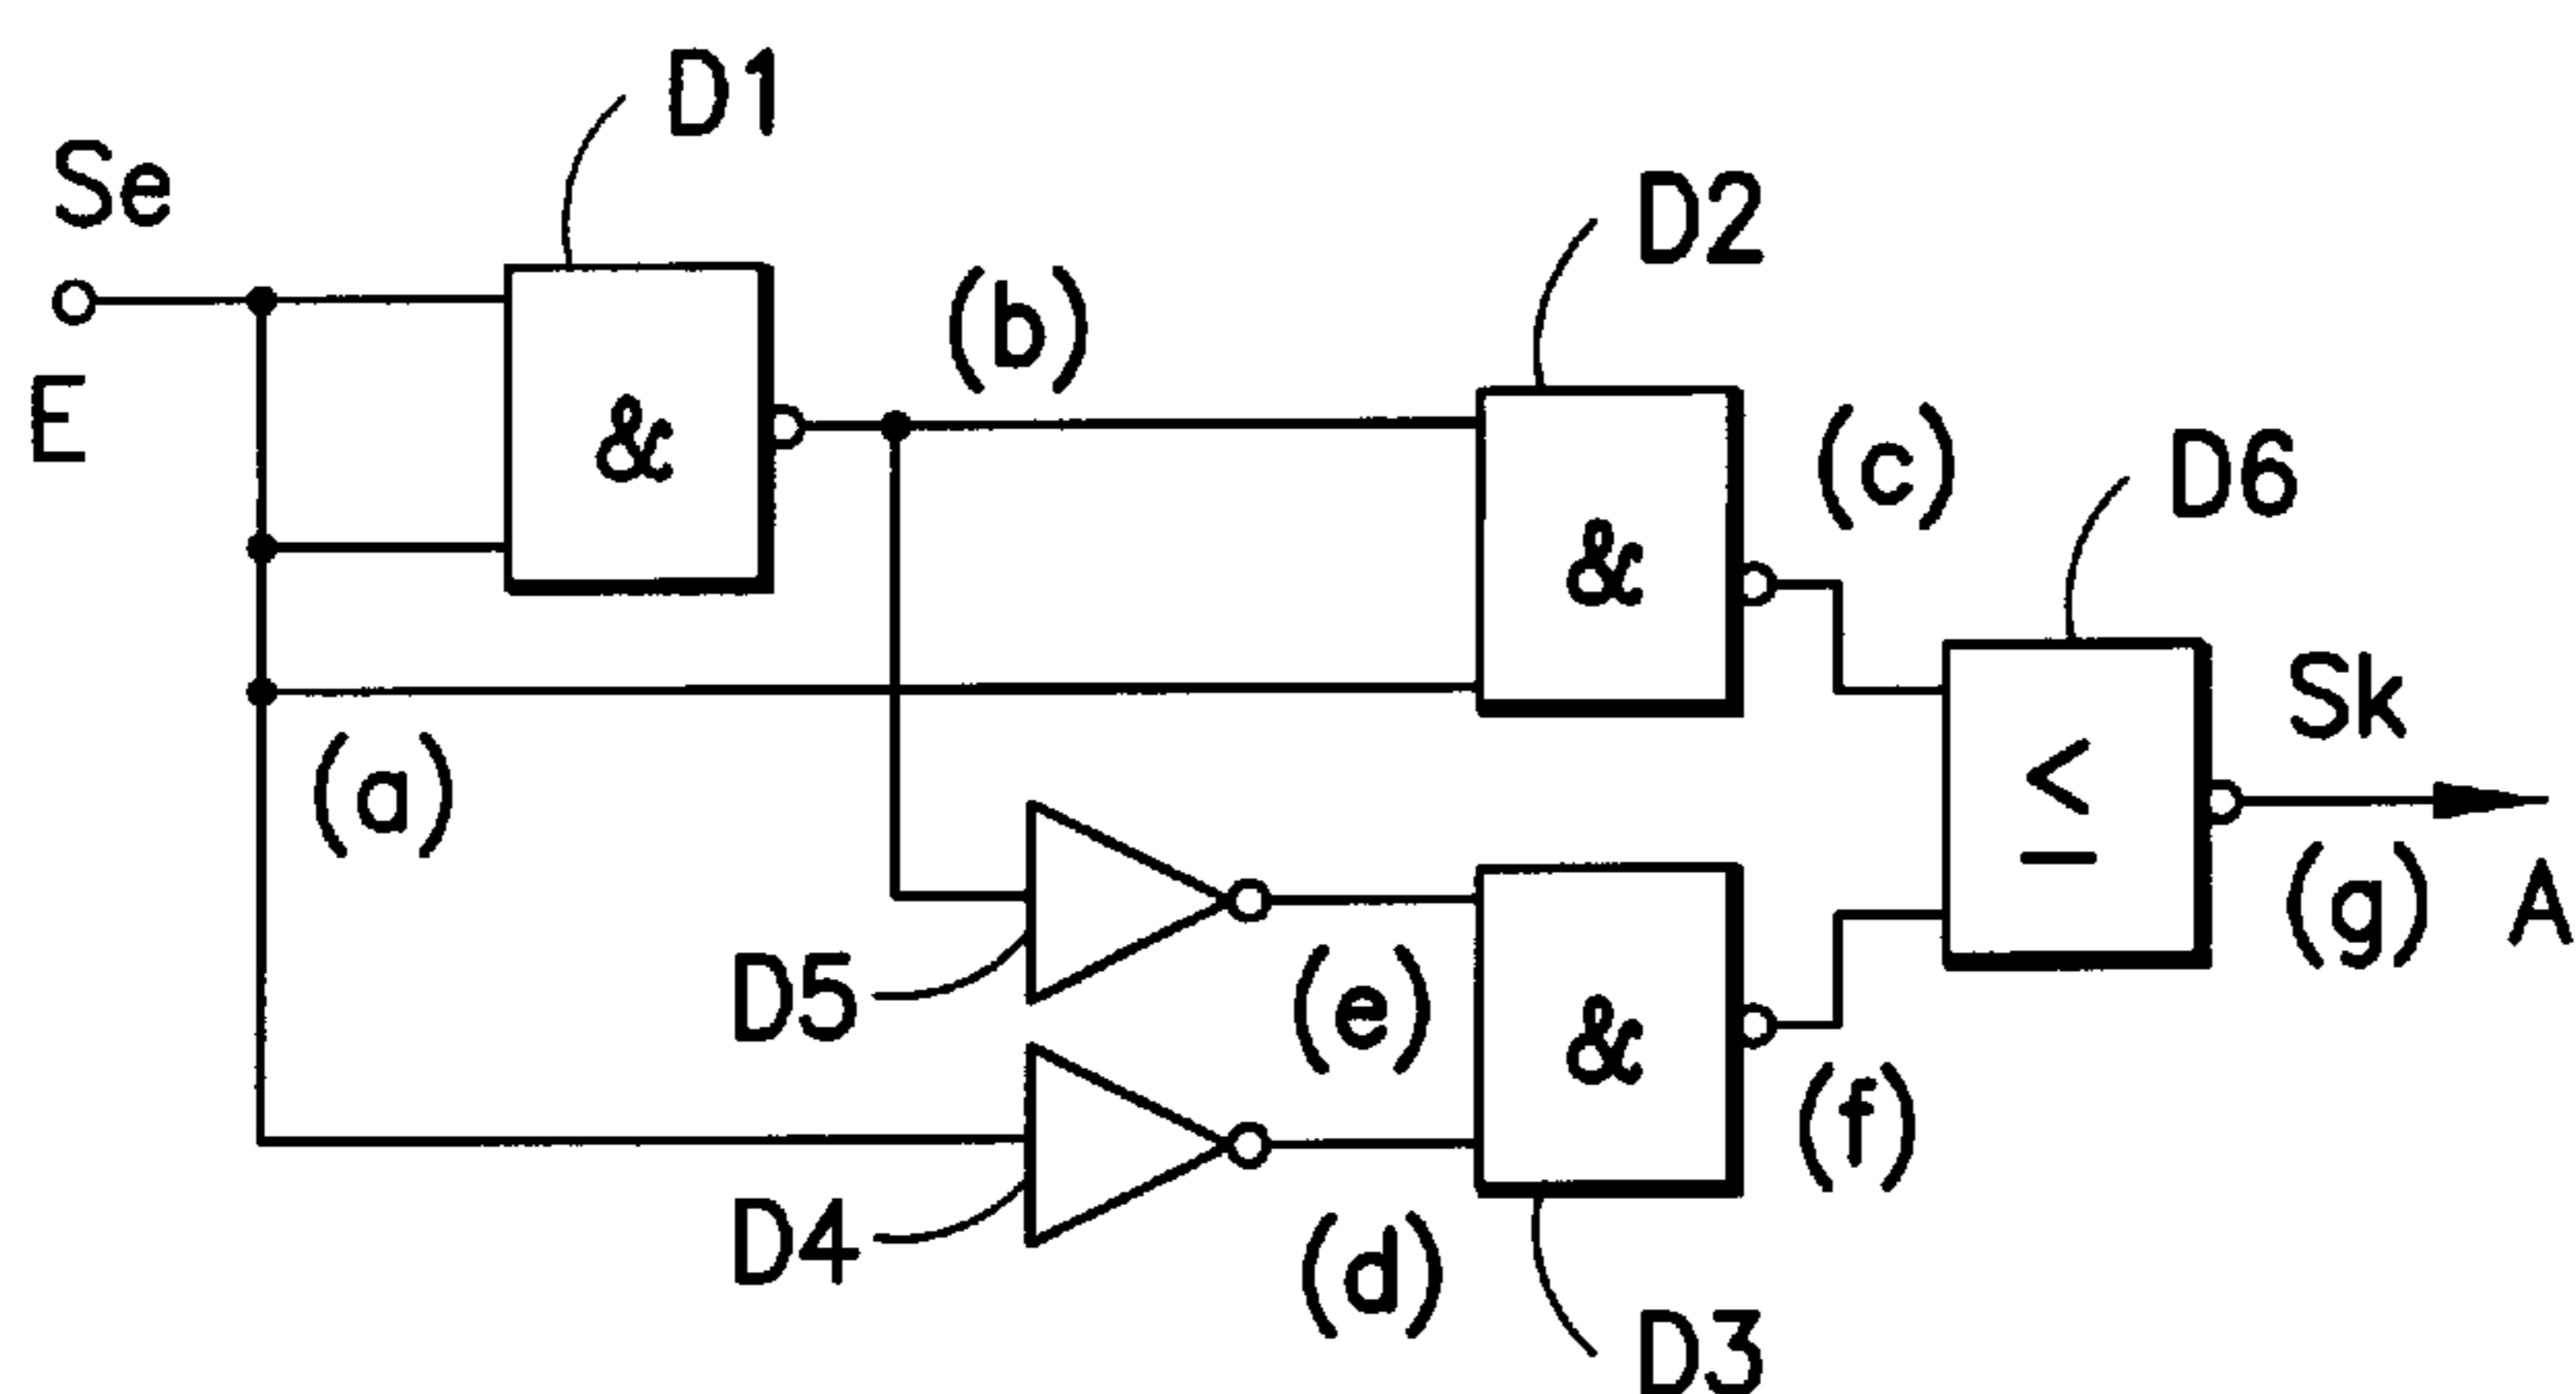 D1
Se
D2
(b)
E
&
(c)
D6
&
Sk
(a)
≤
(g)
A
D5
(e)
&
(f)
D4
(d)
D3